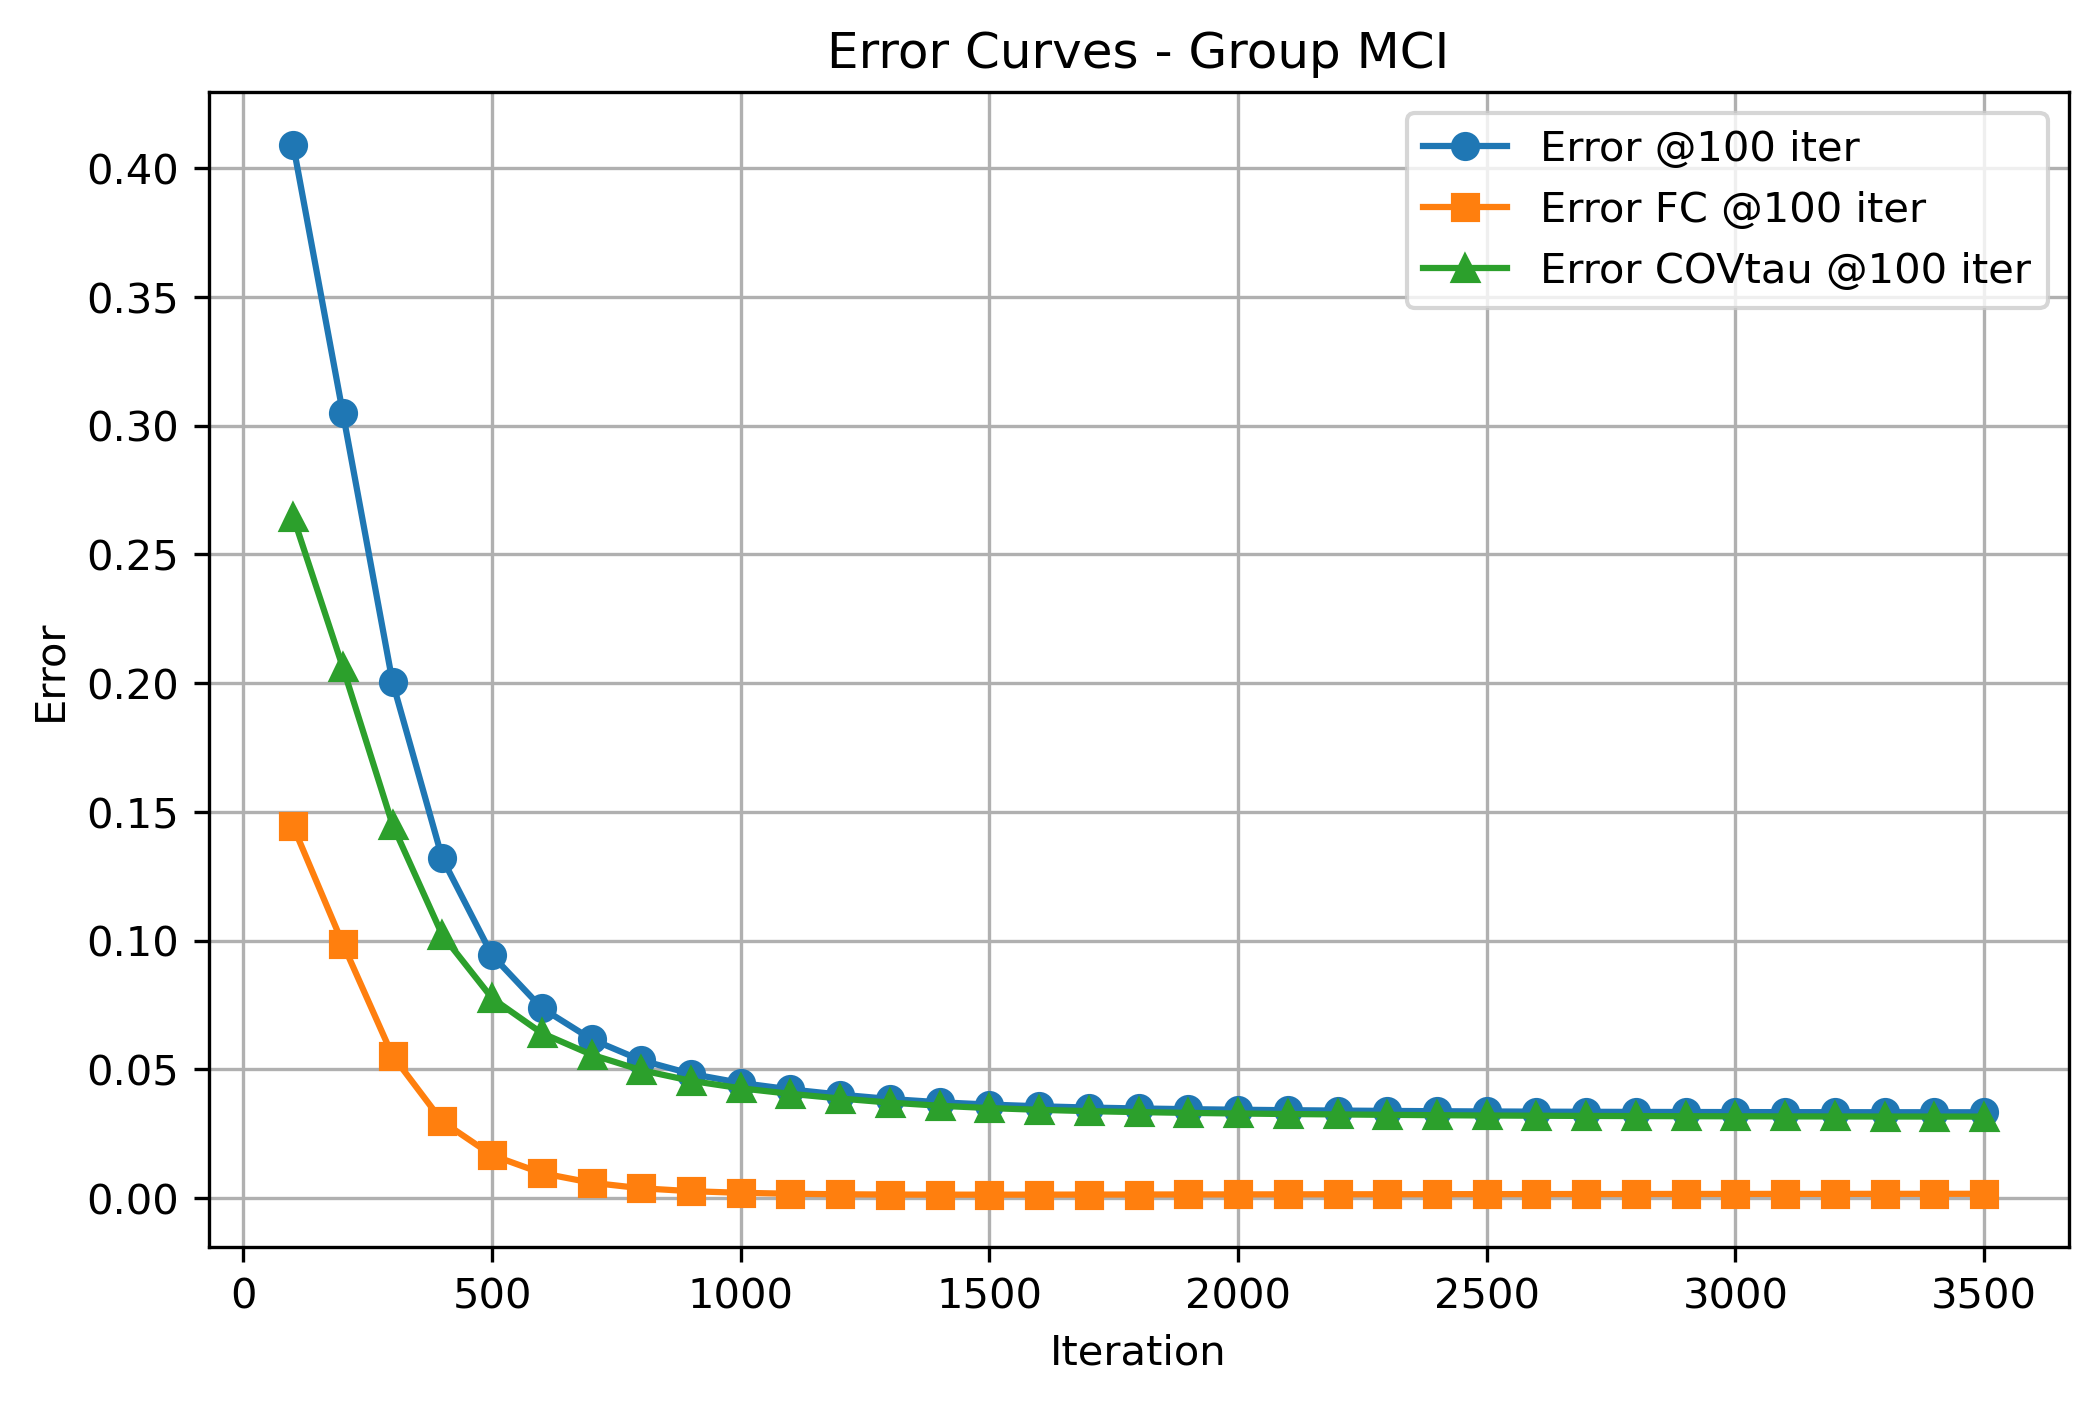 Error Curves - Group MCI
Error @100 iter
Error FC @100 iter
Error COVtau @100 iter
0.40
0.35
0.30
0.25
0.20
0.15
0.10
0.05
0.00
Error
0 500 1000 1500 2000 2500 3000 3500
Iteration